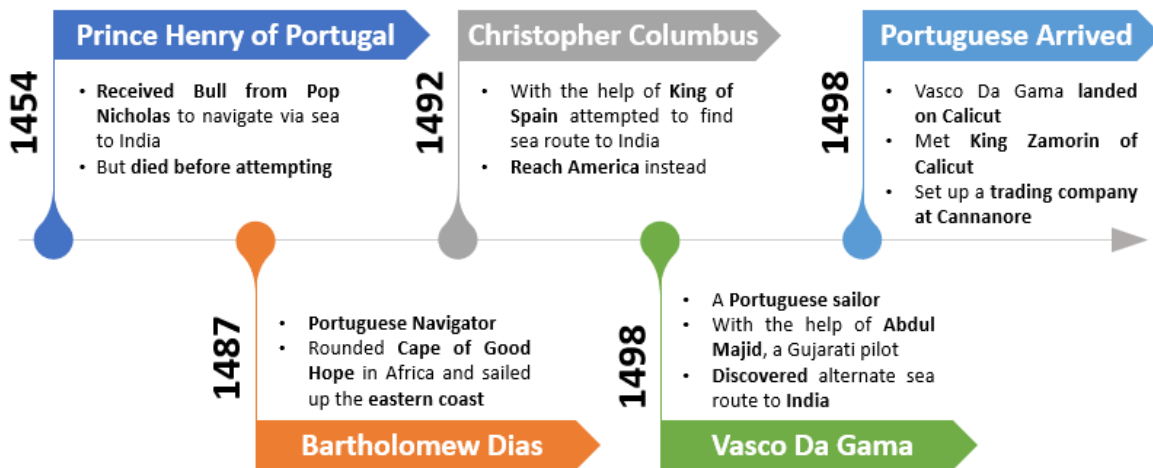 Prince Henry of Portugal
1454
• Received Bull from Pop
Nicholas to navigate via sea
to India
• But died before attempting
1487
• Portuguese Navigator
• Rounded Cape of Good
Hope in Africa and sailed
up the eastern coast
Bartholomew Dias
Christopher Columbus
1492
• With the help of King of
Spain attempted to find
sea route to India
• Reach America instead
1498
• A Portuguese sailor
• With the help of Abdul
Majid, a Gujarati pilot
• Discovered alternate sea
route to India
Vasco Da Gama
Portuguese Arrived
1498
• Vasco Da Gama landed
on Calicut
• Met King Zamorin of
Calicut
• Set up a trading company
at Cannanore